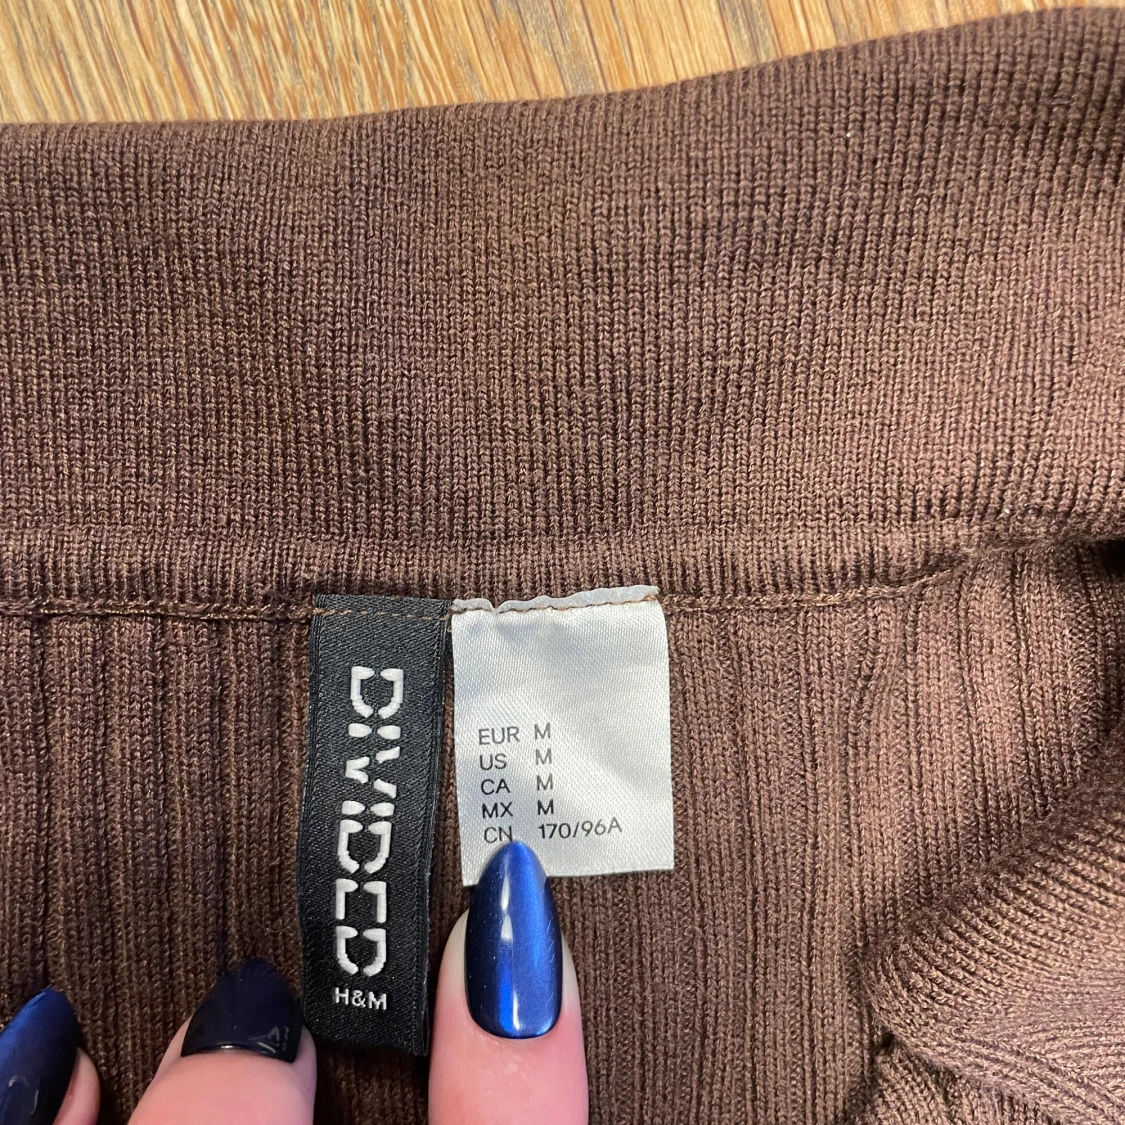 DIVIDED
H&M
EUR M
US M
CA M
MX M
CN 170/96A